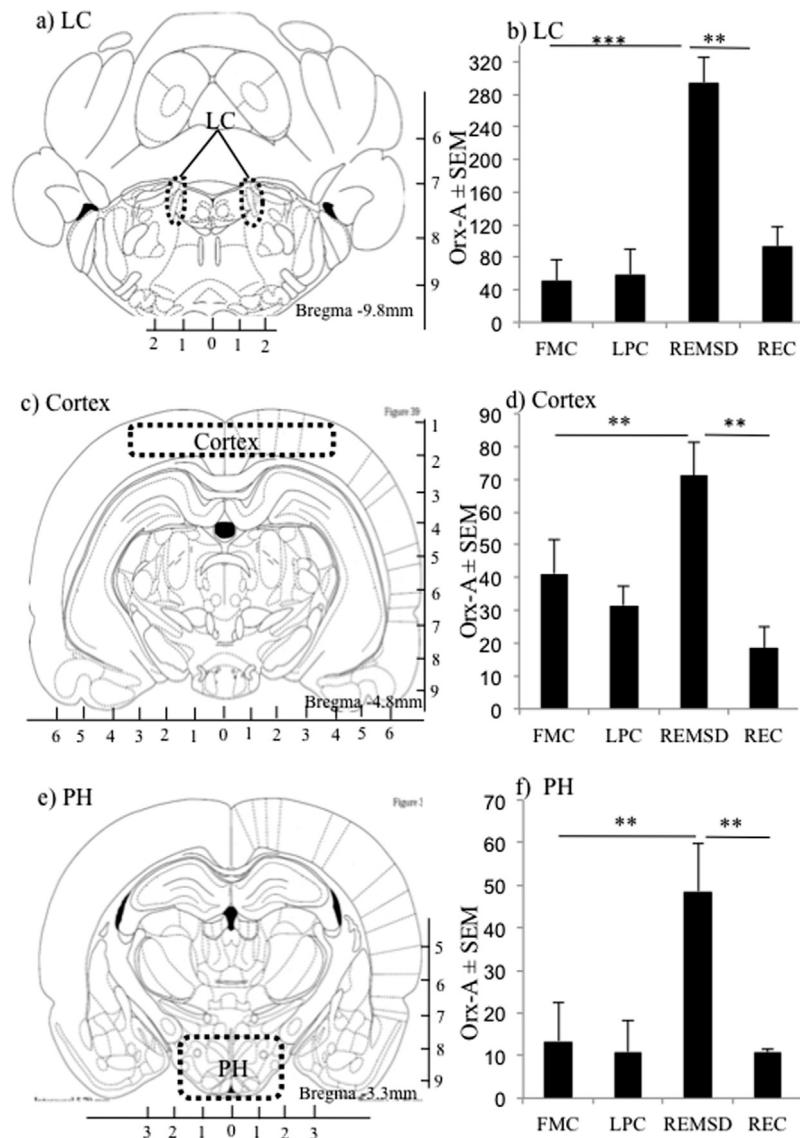 a) LC
LC
6
7
8
9
Bregma -9.8mm
2 1 0 1 2
b) LC
*** **
Orx-A ± SEM
320
280
240
200
160
120
80
40
0
FMC LPC REMSD REC
c) Cortex
Figure 39
Cortex
1
2
3
4
5
6
7
8
9
Bregma -4.8mm
6 5 4 3 2 1 0 1 2 3 4 5 6
d) Cortex
** **
Orx-A ± SEM
90
80
70
60
50
40
30
20
10
0
FMC LPC REMSD REC
e) PH
Figure
PH
5
6
7
8
9
Bregma -3.3mm
3 2 1 0 1 2 3
f) PH
** **
Orx-A ± SEM
70
60
50
40
30
20
10
0
FMC LPC REMSD REC